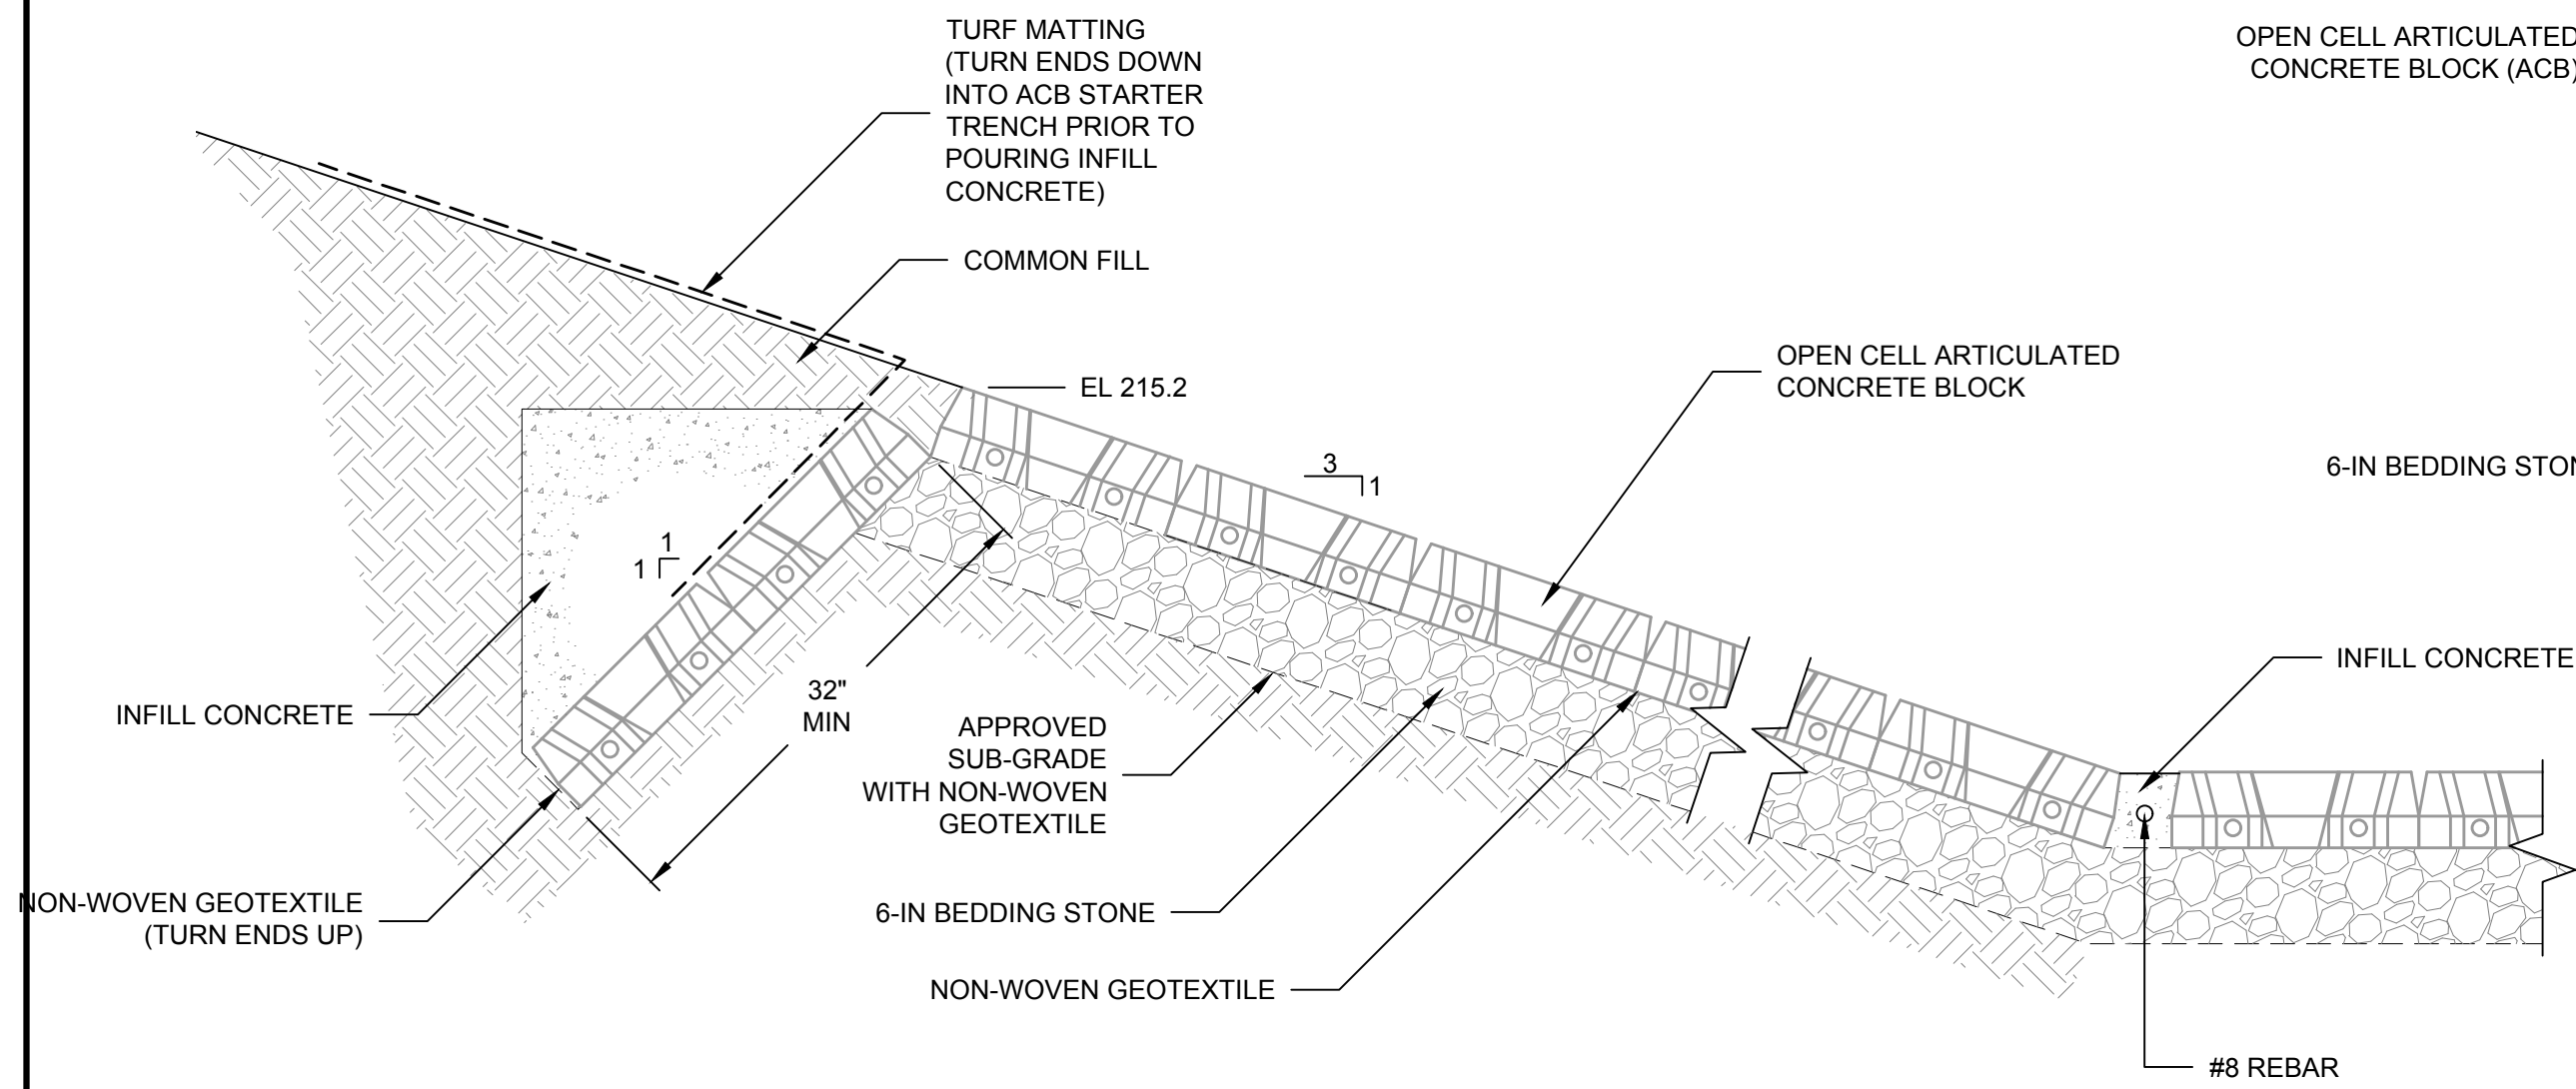 TURF MATTING
(TURN ENDS DOWN
INTO ACB STARTER
TRENCH PRIOR TO
POURING INFILL
CONCRETE)
OPEN CELL ARTICULATED
CONCRETE BLOCK (ACB)
COMMON FILL
EL 215.2
OPEN CELL ARTICULATED
CONCRETE BLOCK
3
1
6-IN BEDDING
1
1
INFILL CONCRETE
32"
MIN
INFILL CONCRETE
APPROVED
SUB-GRADE
WITH NON-WOVEN
GEOTEXTILE
NON-WOVEN GEOTEXTILE
(TURN ENDS UP)
6-IN BEDDING STONE
NON-WOVEN GEOTEXTILE
#8 REBAR